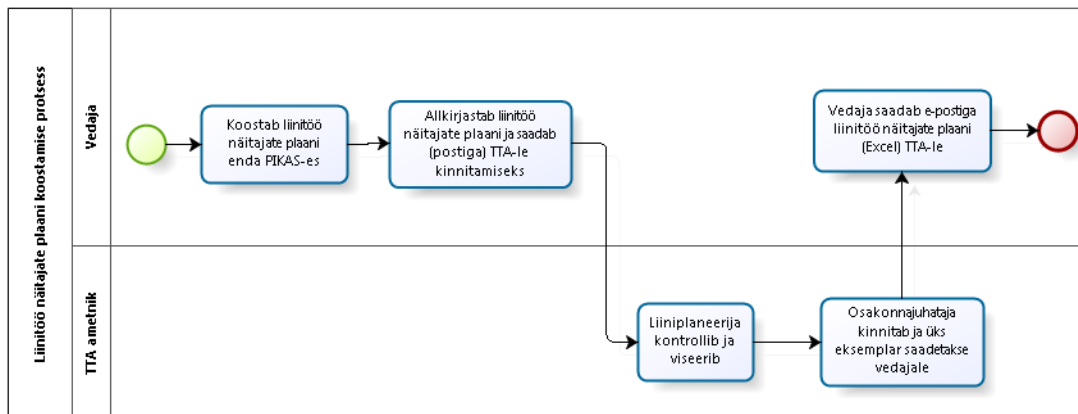 Liinitöö näitajate plaani koostamise protsess
Vedaja
Koostab liinitöö
näitajate plaani
enda PIKAS-es
Allkirjastab liinitöö
näitajate plaani ja saadab
(postiga) TTA-le
kinnitamiseks
Vedaja saadab e-postiga
liinitöö näitajate plaani
(Excel) TTA-le
TTA ametnik
Liiniplaneerija
kontrollib ja
viseerib
Osakonnajuhataja
kinnitab ja üks
eksemplar saadetakse
vedajale